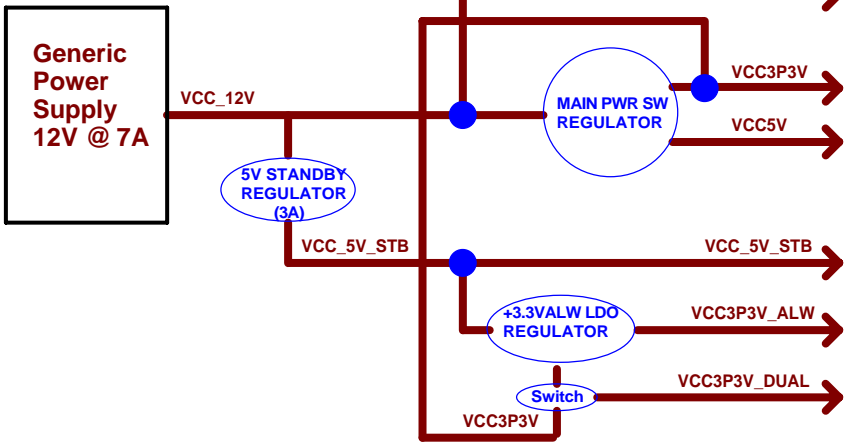 Generic
Power
Supply
12V @ 7A
VCC_12V
MAIN PWR SW
REGULATOR
VCC3P3V
VCC5V
5V STANDBY
REGULATOR
(3A)
VCC_5V_STB
VCC_5V_STB
+3.3VALW LDO
REGULATOR
VCC3P3V_ALW
Switch
VCC3P3V_DUAL
VCC3P3V